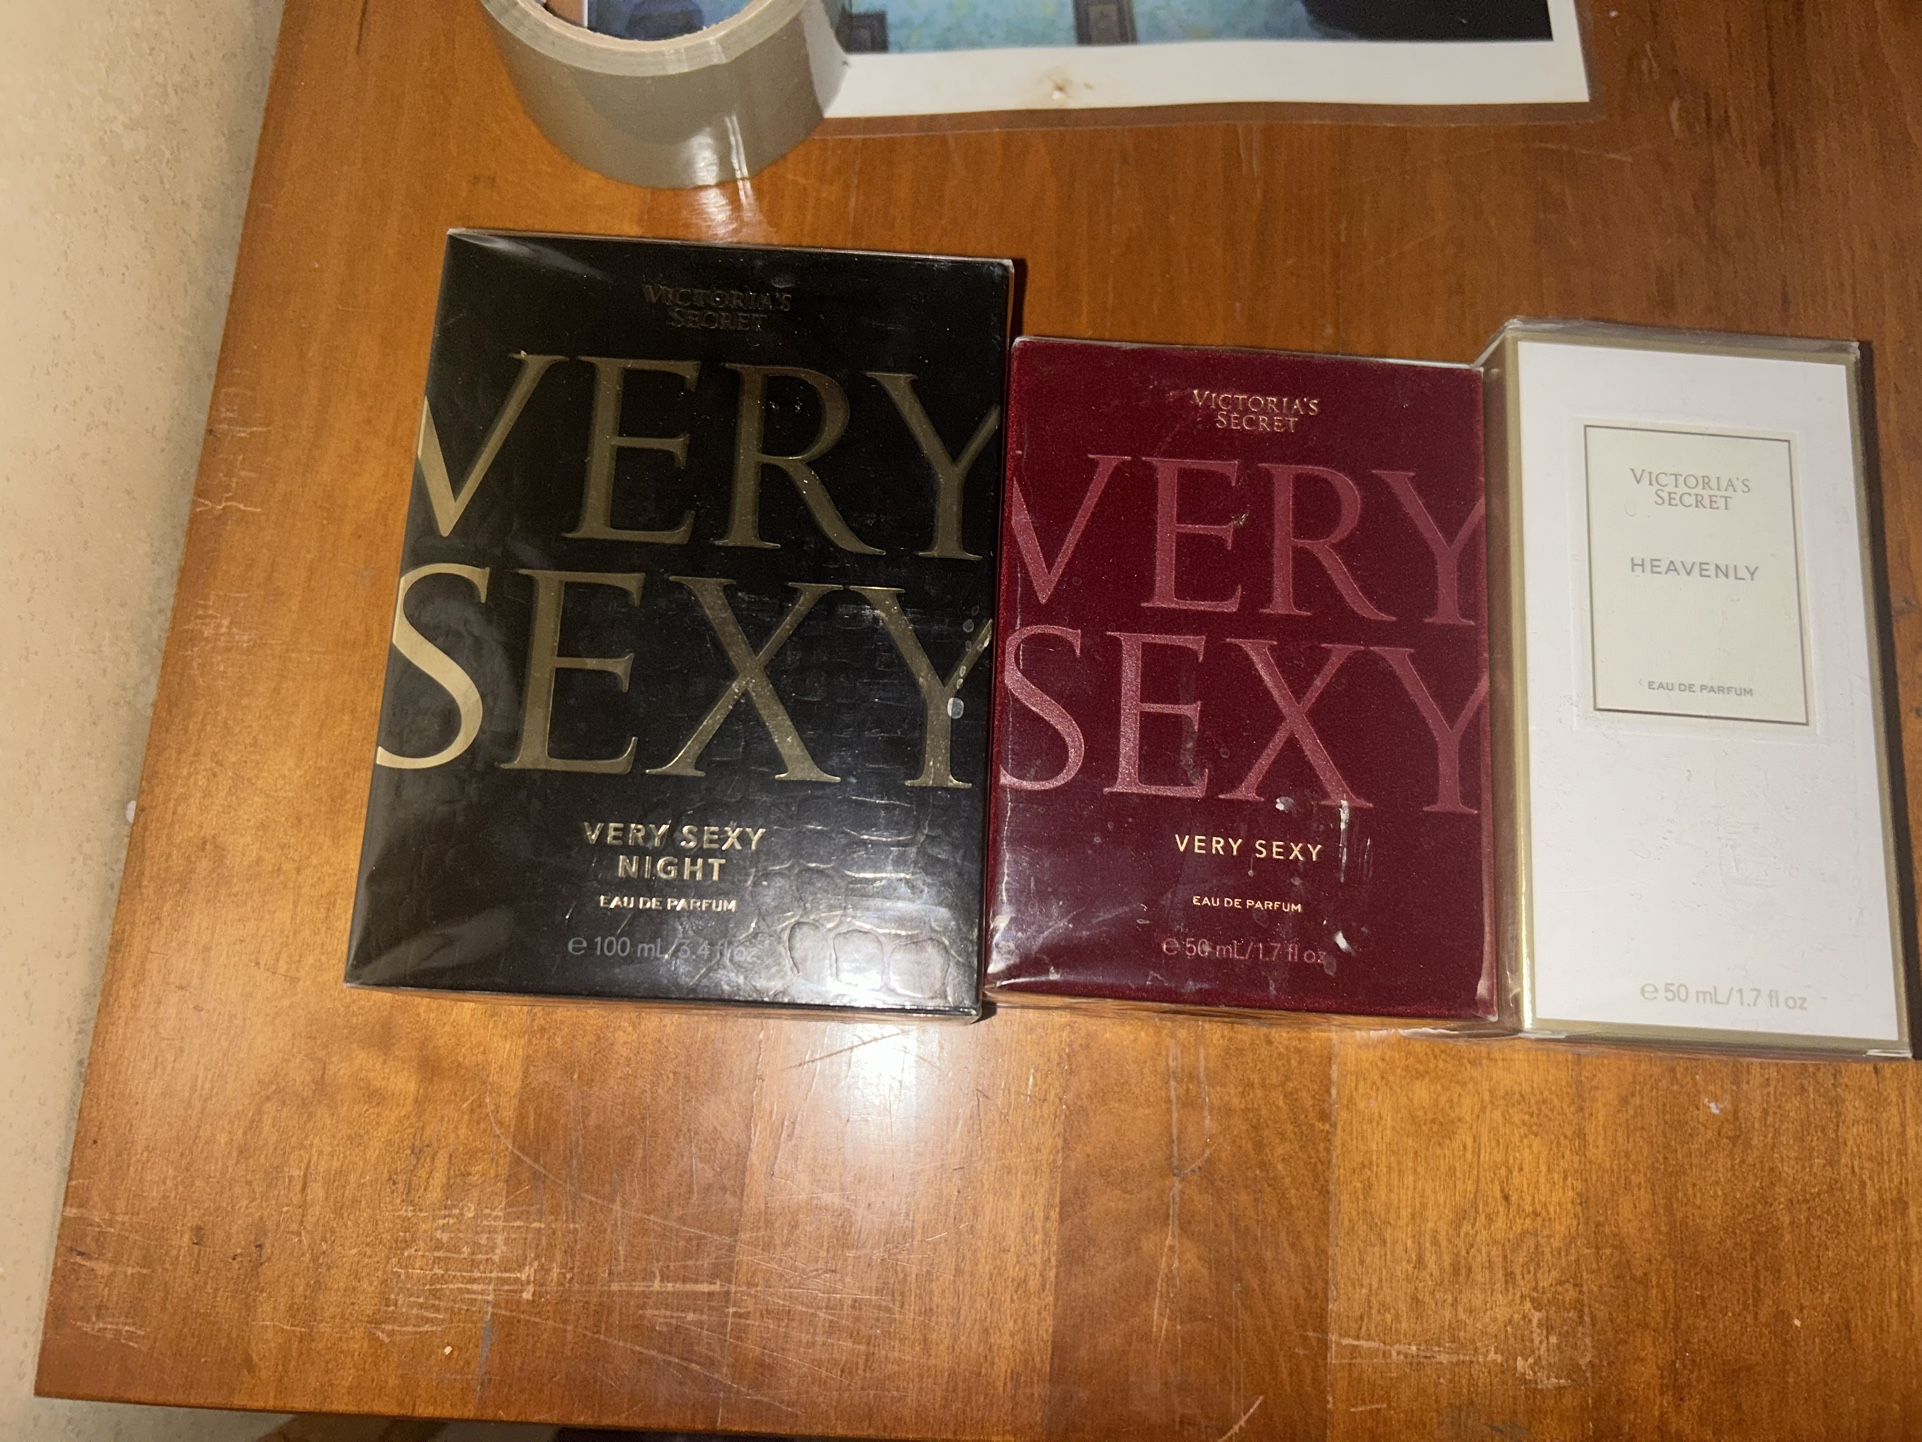 VICTORIA'S
SECRET
VERY
SEXY
VERY SEXY
NIGHT
EAU DE PARFUM
℮ 100 mL/3.4 fl oz
VICTORIA'S
SECRET
VERY
SEXY
VERY SEXY
EAU DE PARFUM
℮ 50 mL/1.7 fl oz
VICTORIA'S
SECRET
HEAVENLY
EAU DE PARFUM
℮ 50 mL/1.7 fl oz